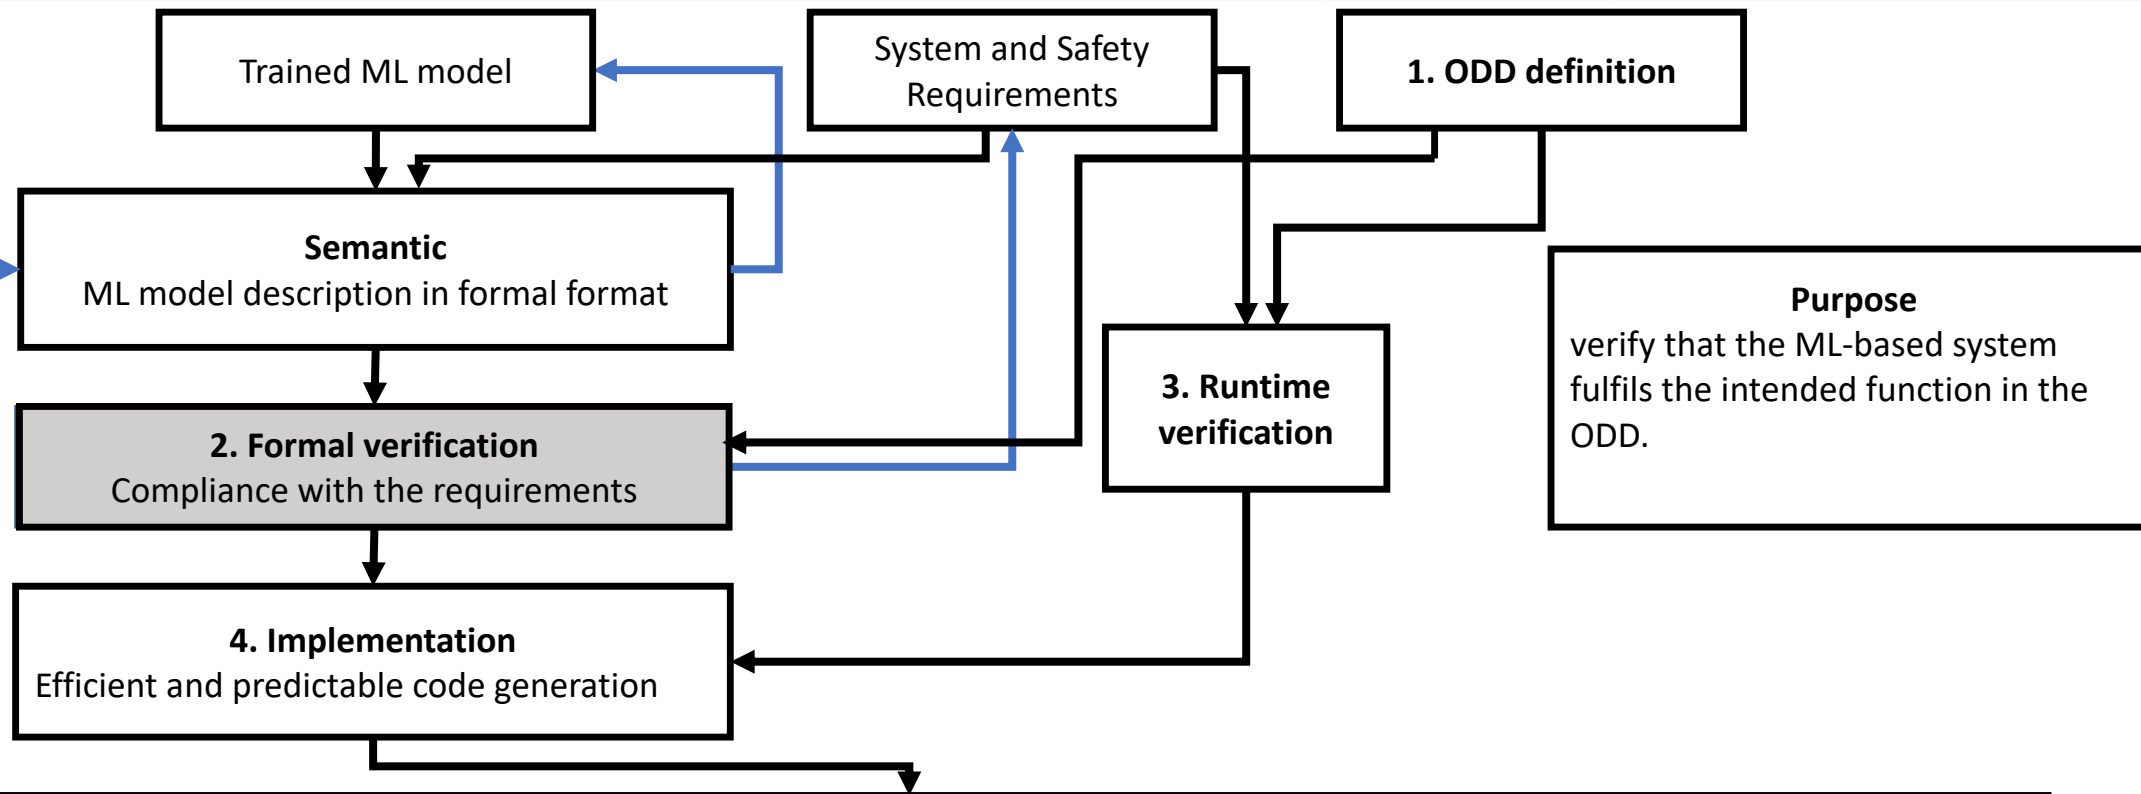 Trained ML model
System and Safety
Requirements
1. ODD definition
Semantic
ML model description in formal format
Purpose
verify that the ML-based system
fulfils the intended function in the
ODD.
3. Runtime
verification
2. Formal verification
Compliance with the requirements
4. Implementation
Efficient and predictable code generation